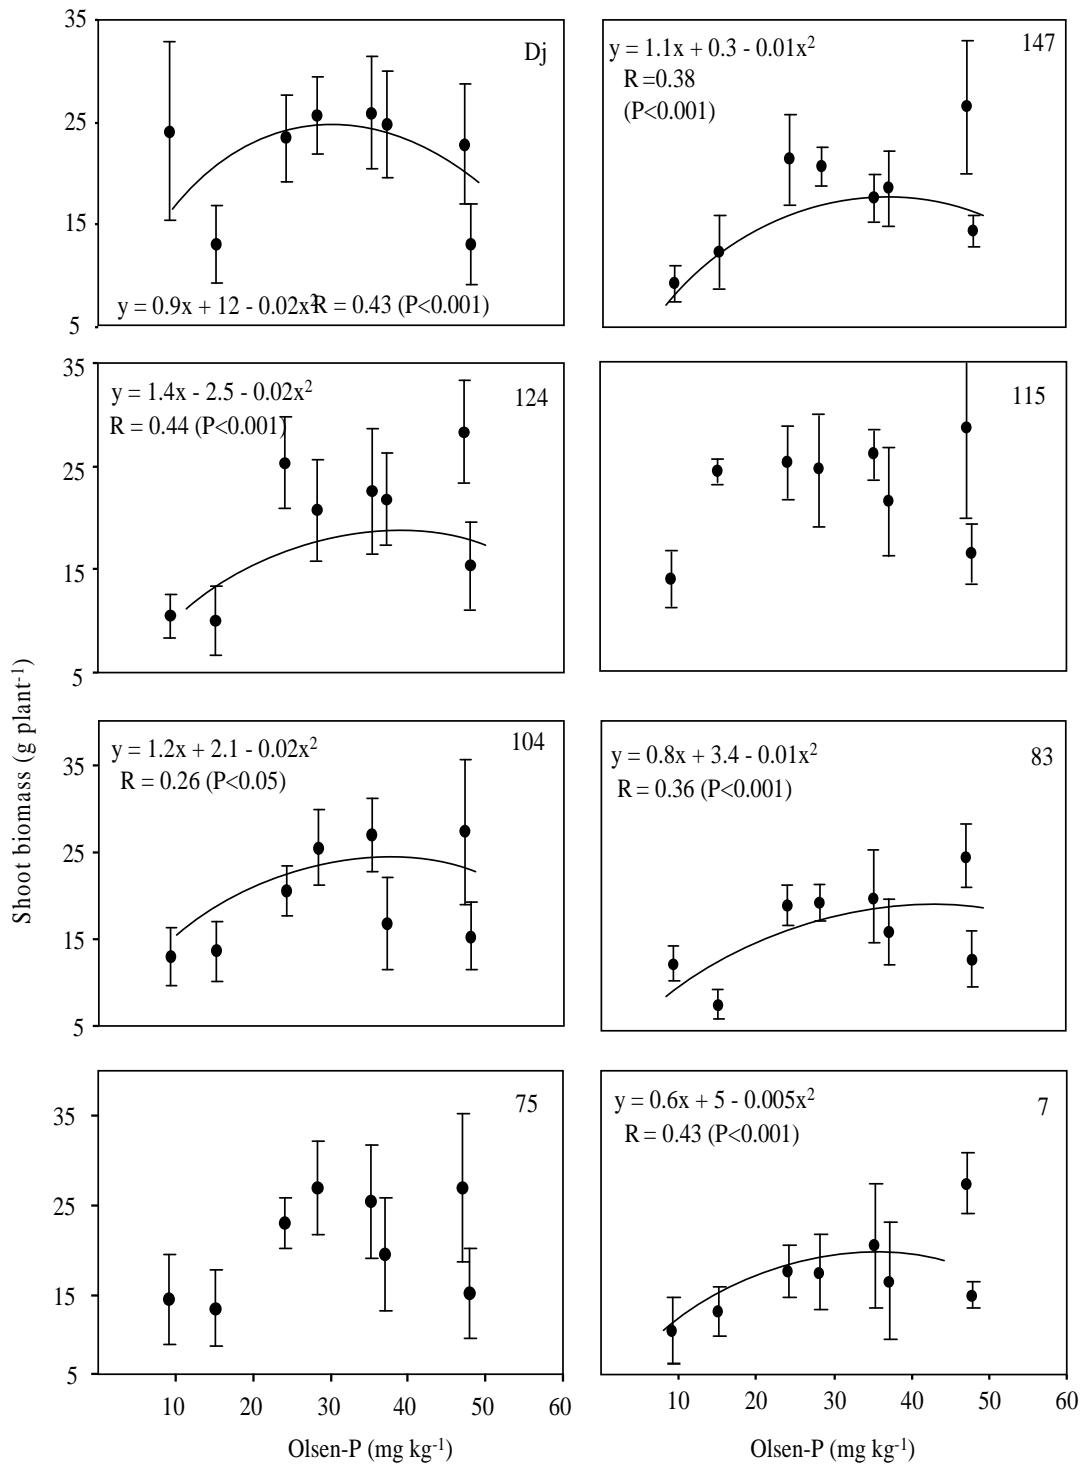 35
25
15
5
Dj
y = 0.9x + 12 - 0.02x² R = 0.43 (P<0.001)
y = 1.1x + 0.3 - 0.01x²
R =0.38
(P<0.001)
147
35
25
15
5
y = 1.4x - 2.5 - 0.02x²
R = 0.44 (P<0.001)
124
115
Shoot biomass (g plant⁻¹)
35
25
15
5
y = 1.2x + 2.1 - 0.02x²
R = 0.26 (P<0.05)
104
y = 0.8x + 3.4 - 0.01x²
R = 0.36 (P<0.001)
83
35
25
15
5
75
y = 0.6x + 5 - 0.005x²
R = 0.43 (P<0.001)
7
10 20 30 40 50 60
Olsen-P (mg kg⁻¹)
10 20 30 40 50 60
Olsen-P (mg kg⁻¹)